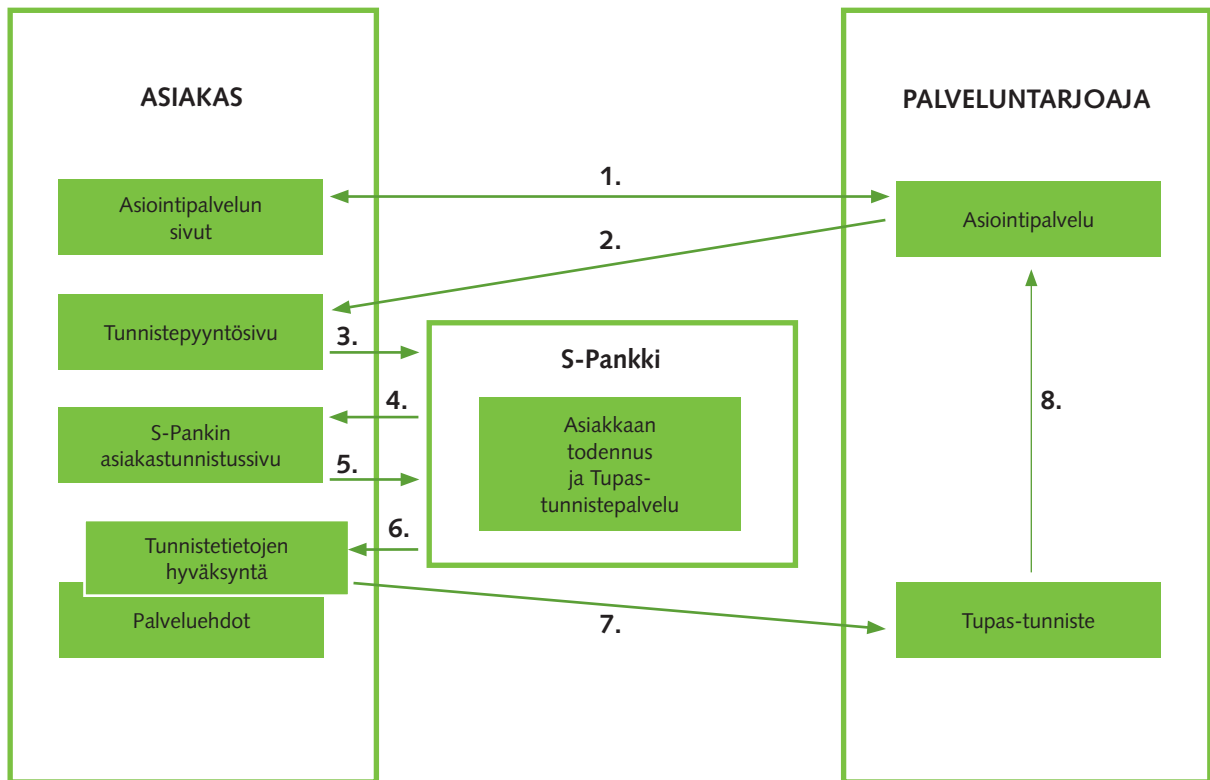 ASIAKAS
PALVELUNTARJOAJA
1.
Asiointipalvelun
sivut
Asiointipalvelu
2.
Tunnistepyyntösivu
3.
S-Pankki
4.
8.
S-Pankin
asiakastunnistussivu
Asiakkaan
todennus
ja Tupas-
tunnistepalvelu
5.
6.
Tunnistetietojen
hyväksyntä
Palveluehdot
7.
Tupas-tunniste